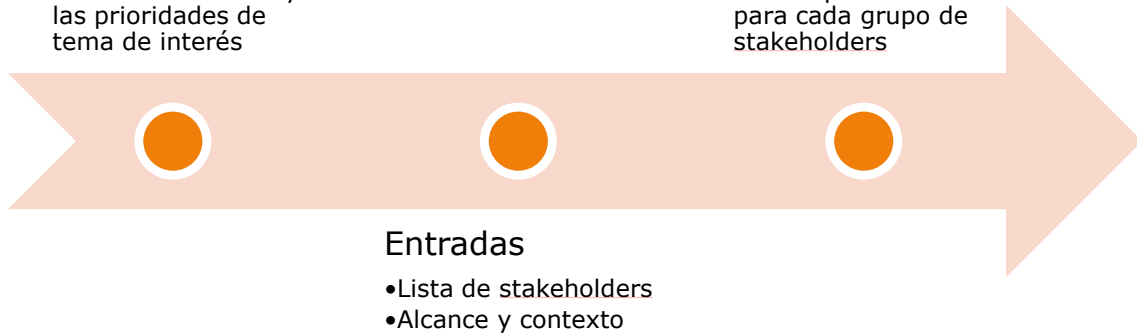 las prioridades de
tema de interés
para cada grupo de
stakeholders
Entradas
•Lista de stakeholders
•Alcance y contexto